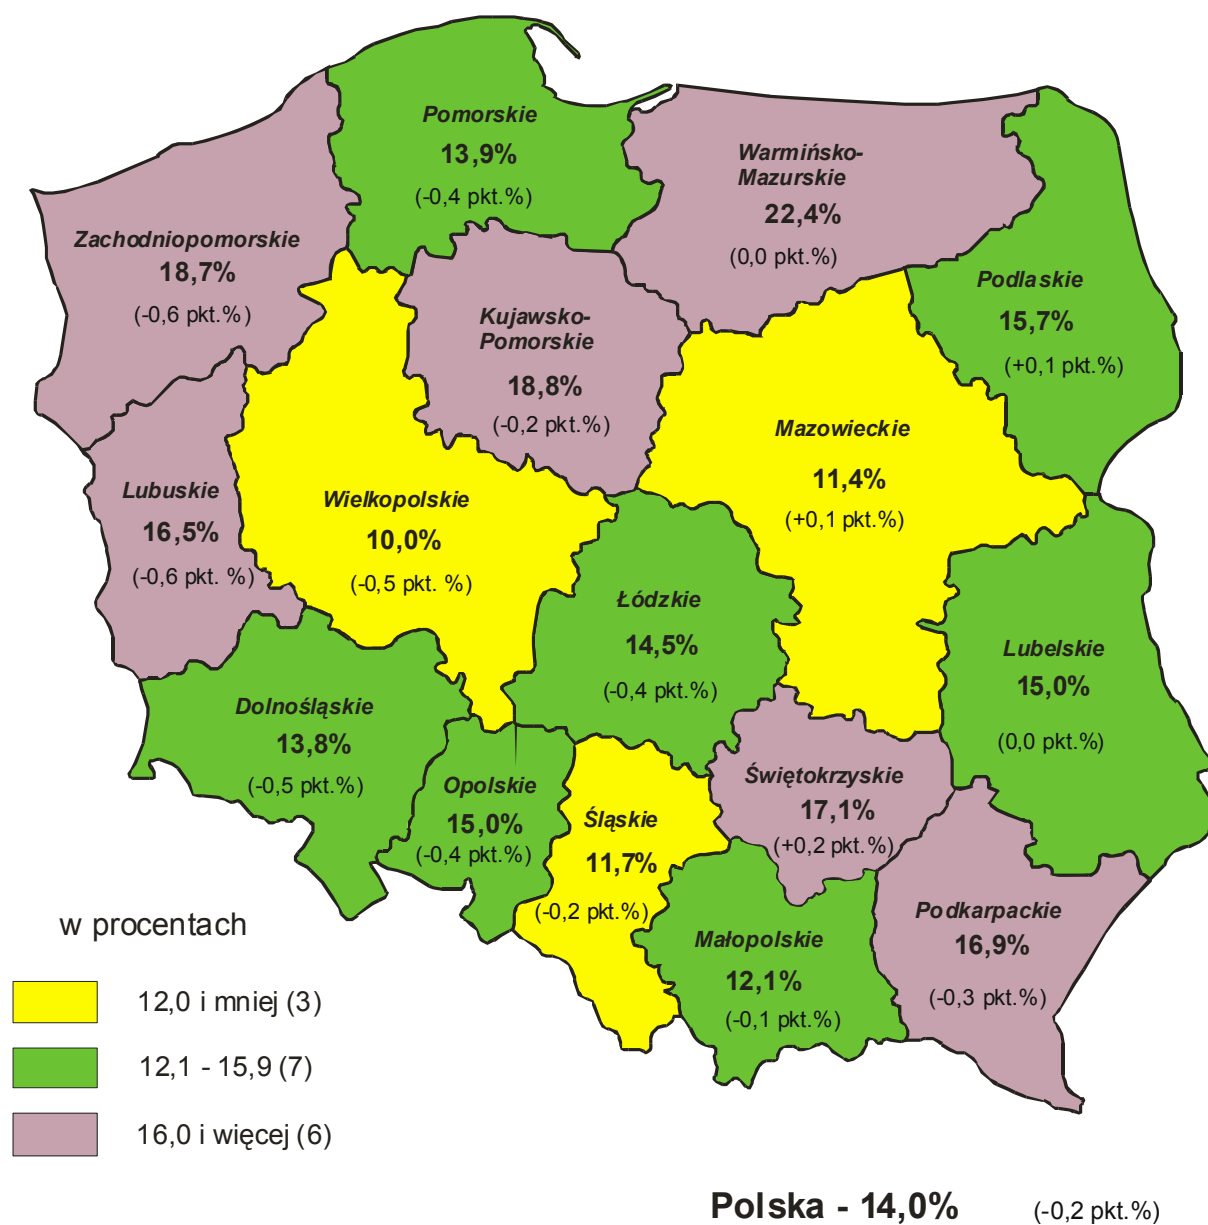 Pomorskie
13,9%
(-0,4 pkt.%)
Warmińsko-
Mazurskie
22,4%
(0,0 pkt.%)
Zachodniopomorskie
18,7%
(-0,6 pkt.%)
Podlaskie
15,7%
(+0,1 pkt.%)
Kujawsko-
Pomorskie
18,8%
(-0,2 pkt.%)
Mazowieckie
11,4%
(+0,1 pkt.%)
Lubuskie
16,5%
(-0,6 pkt. %)
Wielkopolskie
10,0%
(-0,5 pkt. %)
Łódzkie
14,5%
(-0,4 pkt.%)
Lubelskie
15,0%
(0,0 pkt.%)
Dolnośląskie
13,8%
(-0,5 pkt.%)
Opolskie
15,0%
(-0,4 pkt.%)
Śląskie
11,7%
(-0,2 pkt.%)
Świętokrzyskie
17,1%
(+0,2 pkt.%)
Małopolskie
12,1%
(-0,1 pkt.%)
Podkarpackie
16,9%
(-0,3 pkt.%)
w procentach
12,0 i mniej (3)
12,1 - 15,9 (7)
16,0 i więcej (6)
Polska - 14,0% (-0,2 pkt.%)